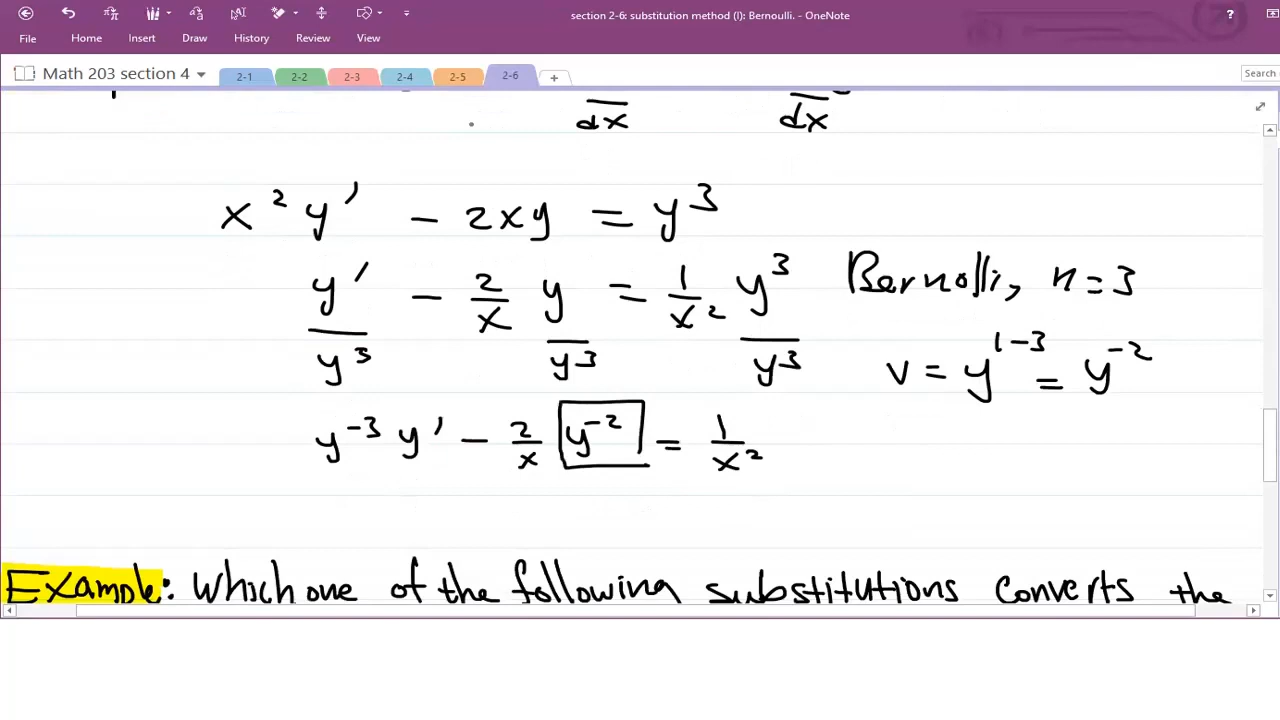 section 2-6: substitution method (I): Bernoulli. - OneNote
?
File Home Insert Draw History Review View
Math 203 section 4 2-1 2-2 2-3 2-4 2-5 2-6 +
Search
dx dx
x² y′ - 2xy = y³
y′/y³ - 2/x y/y³ = 1/x² y³/y³ Bernolli, n = 3
v = y^(1-3) = y^(-2)
y^(-3) y′ - 2/x y^(-2) = 1/x²
Example: Which one of the following substitutions converts the